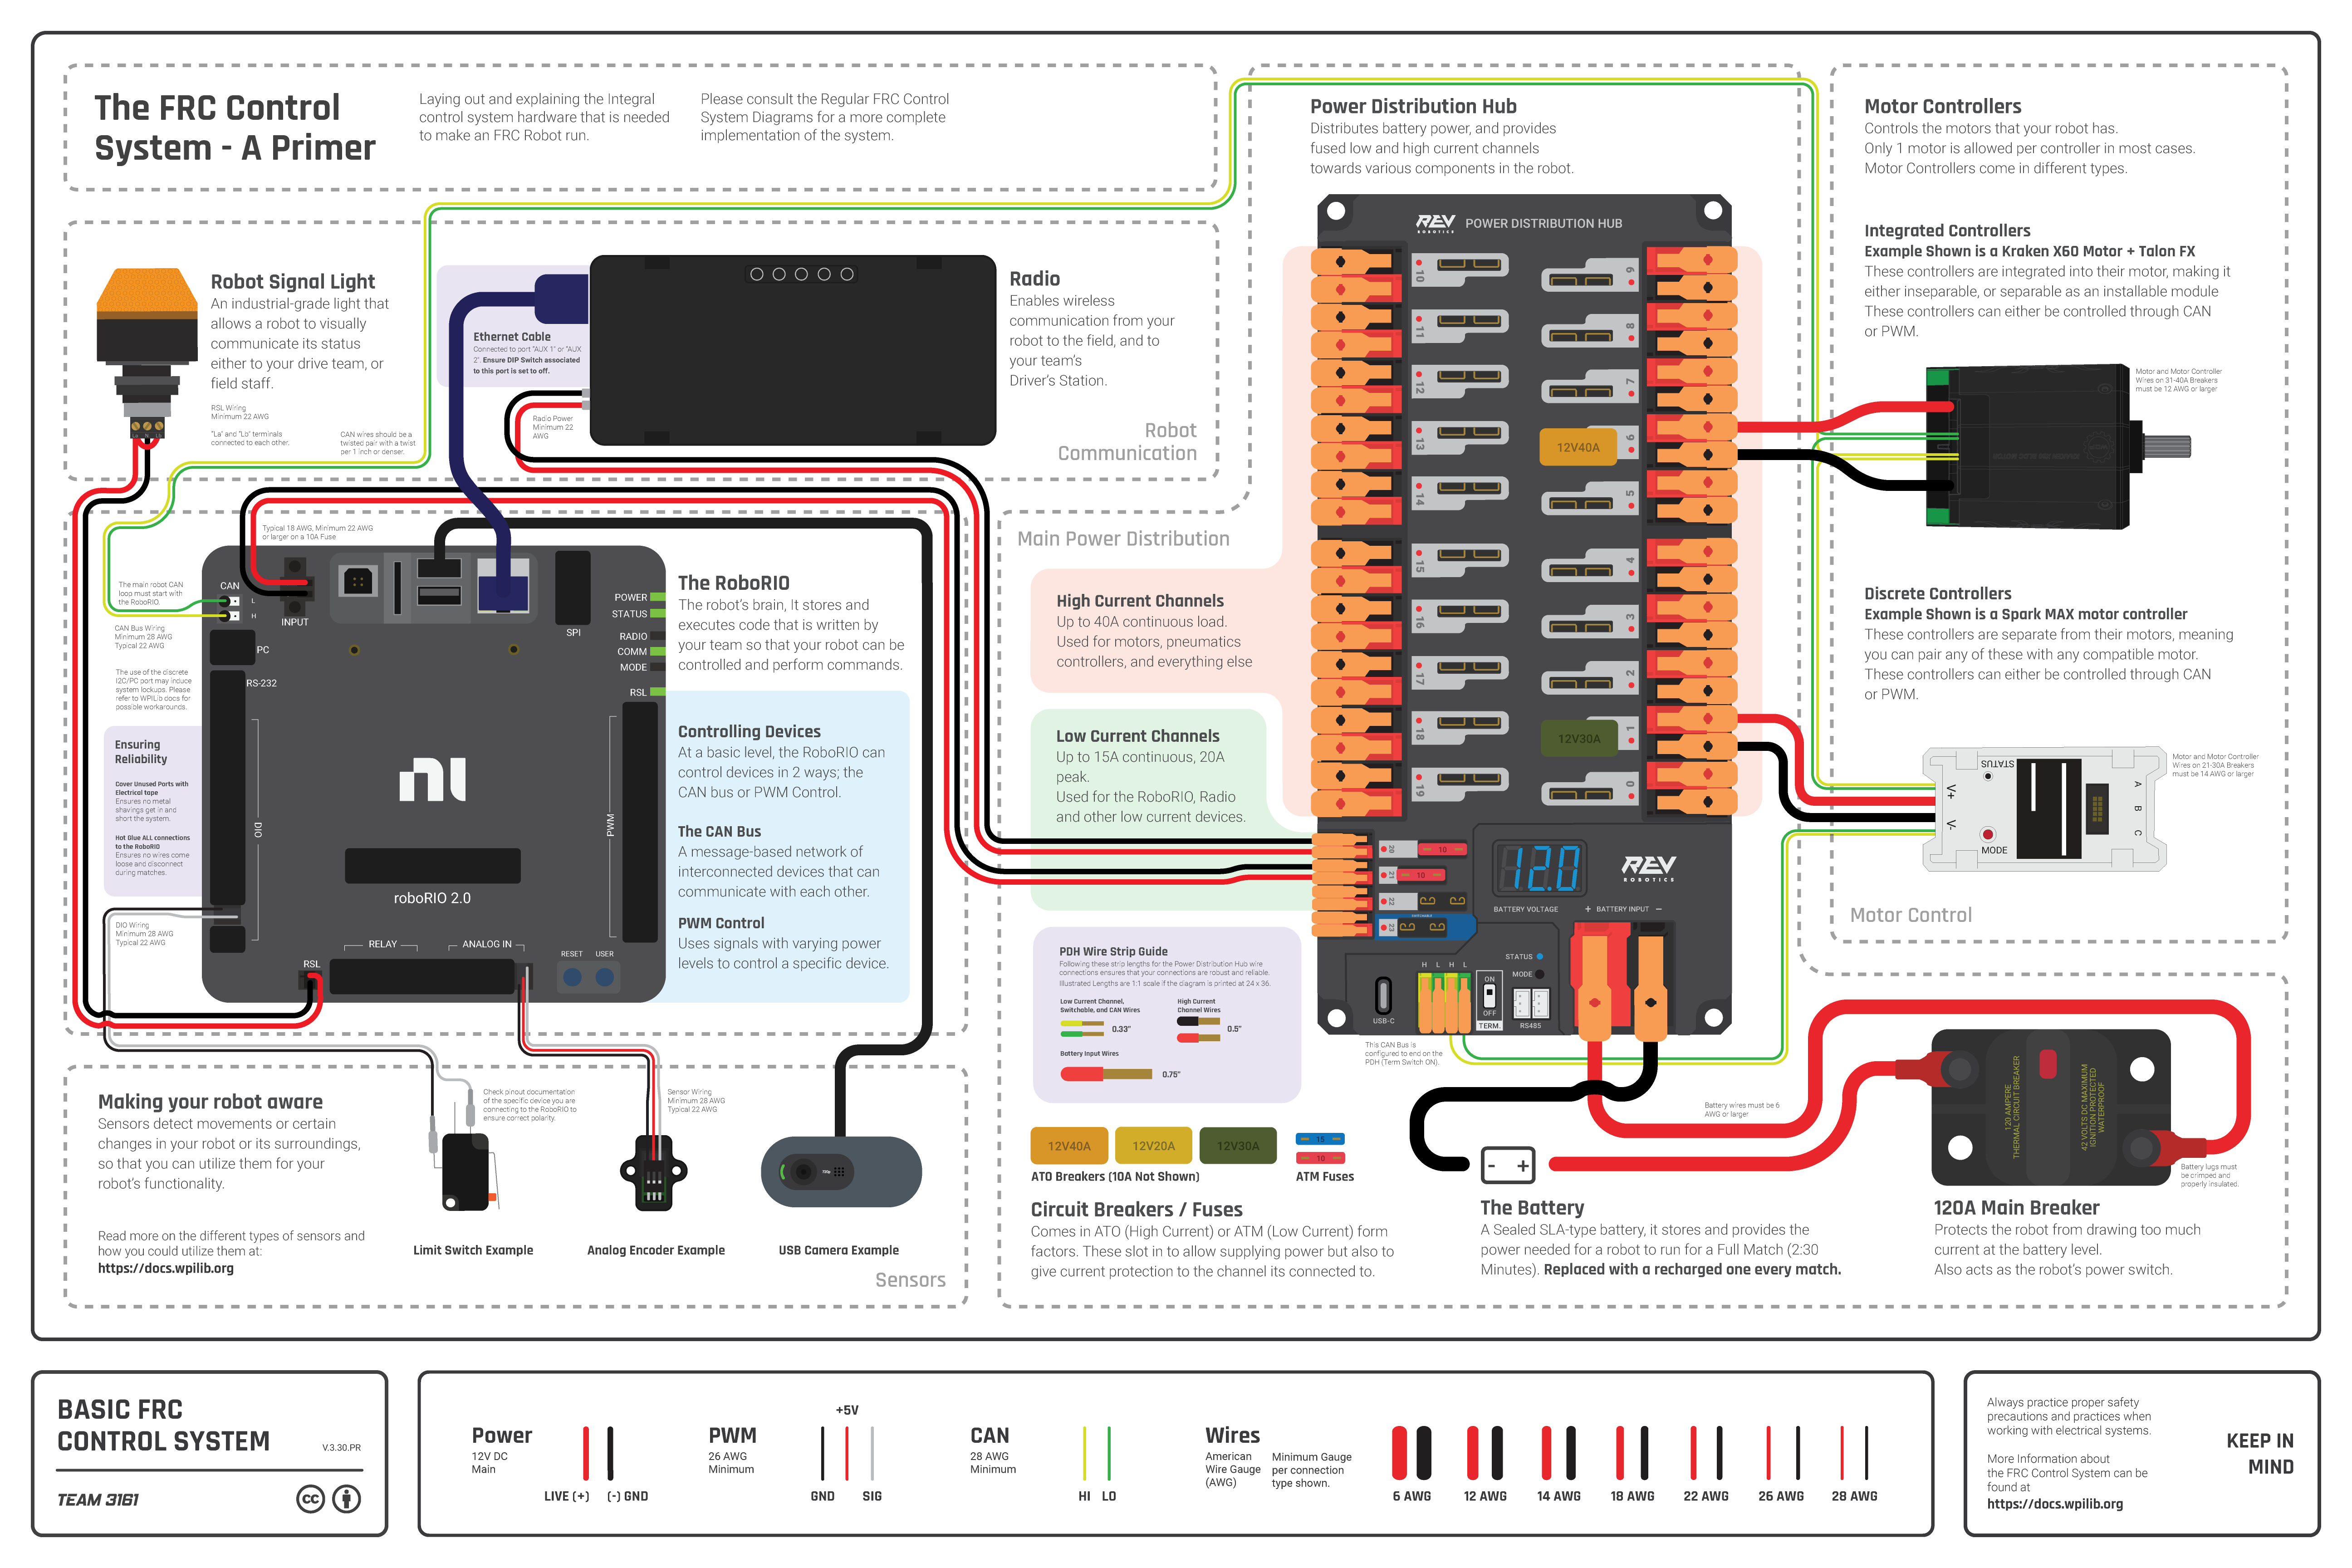 The FRC Control
System - A Primer
Laying out and explaining the Integral
control system hardware that is needed
to make an FRC Robot run.
Please consult the Regular FRC Control
System Diagrams for a more complete
implementation of the system.
Robot Signal Light
An industrial-grade light that
allows a robot to visually
communicate its status
either to your drive team, or
field staff.
RSL Wiring
Minimum 22 AWG
"La" and "Lb" terminals
connected to each other.
CAN wires should be a
twisted pair with a twist
per 1 inch or denser.
Ethernet Cable
Connected to port "AUX 1" or "AUX
2". Ensure DIP Switch associated
to this port is set to off.
Radio Power
Minimum 22
AWG
Radio
Enables wireless
communication from your
robot to the field, and to
your team's
Driver's Station.
Robot
Communication
Typical 18 AWG, Minimum 22 AWG
or larger on a 10A Fuse
The main robot CAN
loop must start with
the RoboRIO.
CAN Bus Wiring
Minimum 28 AWG
Typical 22 AWG
The use of the discrete
I2C/PC port may induce
system lockups. Please
refer to WPILib docs for
possible workarounds.
Ensuring
Reliability
Cover Unused Ports with
Electrical tape
Ensures no metal
shavings get in and
short the system.
Hot Glue ALL connections
to the RoboRIO
Ensures no wires come
loose and disconnect
during matches.
DIO Wiring
Minimum 28 AWG
Typical 22 AWG
CAN
L
H
INPUT
PC
RS-232
SPI
POWER
STATUS
RADIO
COMM
MODE
RSL
DIO
PWM
roboRIO 2.0
RELAY
ANALOG IN
RSL
RESET
USER
The RoboRIO
The robot's brain, It stores and
executes code that is written by
your team so that your robot can be
controlled and perform commands.
Controlling Devices
At a basic level, the RoboRIO can
control devices in 2 ways; the
CAN bus or PWM Control.
The CAN Bus
A message-based network of
interconnected devices that can
communicate with each other.
PWM Control
Uses signals with varying power
levels to control a specific device.
Making your robot aware
Sensors detect movements or certain
changes in your robot or its surroundings,
so that you can utilize them for your
robot's functionality.
Read more on the different types of sensors and
how you could utilize them at:
https://docs.wpilib.org
Check pinout documentation
of the specific device you are
connecting to the RoboRIO to
ensure correct polarity.
Sensor Wiring
Minimum 28 AWG
Typical 22 AWG
Limit Switch Example
Analog Encoder Example
USB Camera Example
Sensors
Power Distribution Hub
Distributes battery power, and provides
fused low and high current channels
towards various components in the robot.
REV
ROBOTICS
POWER DISTRIBUTION HUB
10
11
12
13
14
15
16
17
18
19
9
8
7
6
5
4
3
2
1
0
12V40A
12V30A
20
21
22
23
10
10
12.0
BATTERY VOLTAGE
REV
ROBOTICS
+ BATTERY INPUT −
USB-C
H L H L
ON
OFF
TERM.
STATUS
MODE
RS485
This CAN Bus is
configured to end on the
PDH (Term Switch ON).
Main Power Distribution
High Current Channels
Up to 40A continuous load.
Used for motors, pneumatics
controllers, and everything else
Low Current Channels
Up to 15A continuous, 20A
peak.
Used for the RoboRIO, Radio
and other low current devices.
PDH Wire Strip Guide
Following these strip lengths for the Power Distribution Hub wire
connections ensures that your connections are robust and reliable.
Illustrated Lengths are 1:1 scale if the diagram is printed at 24 x 36.
Low Current Channel,
Switchable, and CAN Wires
0.33"
High Current
Channel Wires
0.5"
Battery Input Wires
0.75"
12V40A
12V20A
12V30A
15
10
ATO Breakers (10A Not Shown)
ATM Fuses
Circuit Breakers / Fuses
Comes in ATO (High Current) or ATM (Low Current) form
factors. These slot in to allow supplying power but also to
give current protection to the channel its connected to.
Battery wires must be 6
AWG or larger
- +
The Battery
A Sealed SLA-type battery, it stores and provides the
power needed for a robot to run for a Full Match (2:30
Minutes). Replaced with a recharged one every match.
120 AMPERE
THERMAL CIRCUIT BREAKER
42 VOLTS DC MAXIMUM
IGNITION PROTECTED
WATERPROOF
Battery lugs must
be crimped and
properly insulated.
120A Main Breaker
Protects the robot from drawing too much
current at the battery level.
Also acts as the robot's power switch.
Motor Controllers
Controls the motors that your robot has.
Only 1 motor is allowed per controller in most cases.
Motor Controllers come in different types.
Integrated Controllers
Example Shown is a Kraken X60 Motor + Talon FX
These controllers are integrated into their motor, making it
either inseparable, or separable as an installable module
These controllers can either be controlled through CAN
or PWM.
Motor and Motor Controller
Wires on 31-40A Breakers
must be 12 AWG or larger
Discrete Controllers
Example Shown is a Spark MAX motor controller
These controllers are separate from their motors, meaning
you can pair any of these with any compatible motor.
These controllers can either be controlled through CAN
or PWM.
STATUS
V+
V-
MODE
A
B
C
Motor and Motor Controller
Wires on 21-30A Breakers
must be 14 AWG or larger
Motor Control
BASIC FRC
CONTROL SYSTEM
V.3.30.PR
TEAM 3161
cc
Power
12V DC
Main
LIVE (+)
(-) GND
PWM
26 AWG
Minimum
+5V
GND
SIG
CAN
28 AWG
Minimum
HI
LO
Wires
American
Wire Gauge
(AWG)
Minimum Gauge
per connection
type shown.
6 AWG
12 AWG
14 AWG
18 AWG
22 AWG
26 AWG
28 AWG
Always practice proper safety
precautions and practices when
working with electrical systems.
More Information about
the FRC Control System can be
found at
https://docs.wpilib.org
KEEP IN
MIND